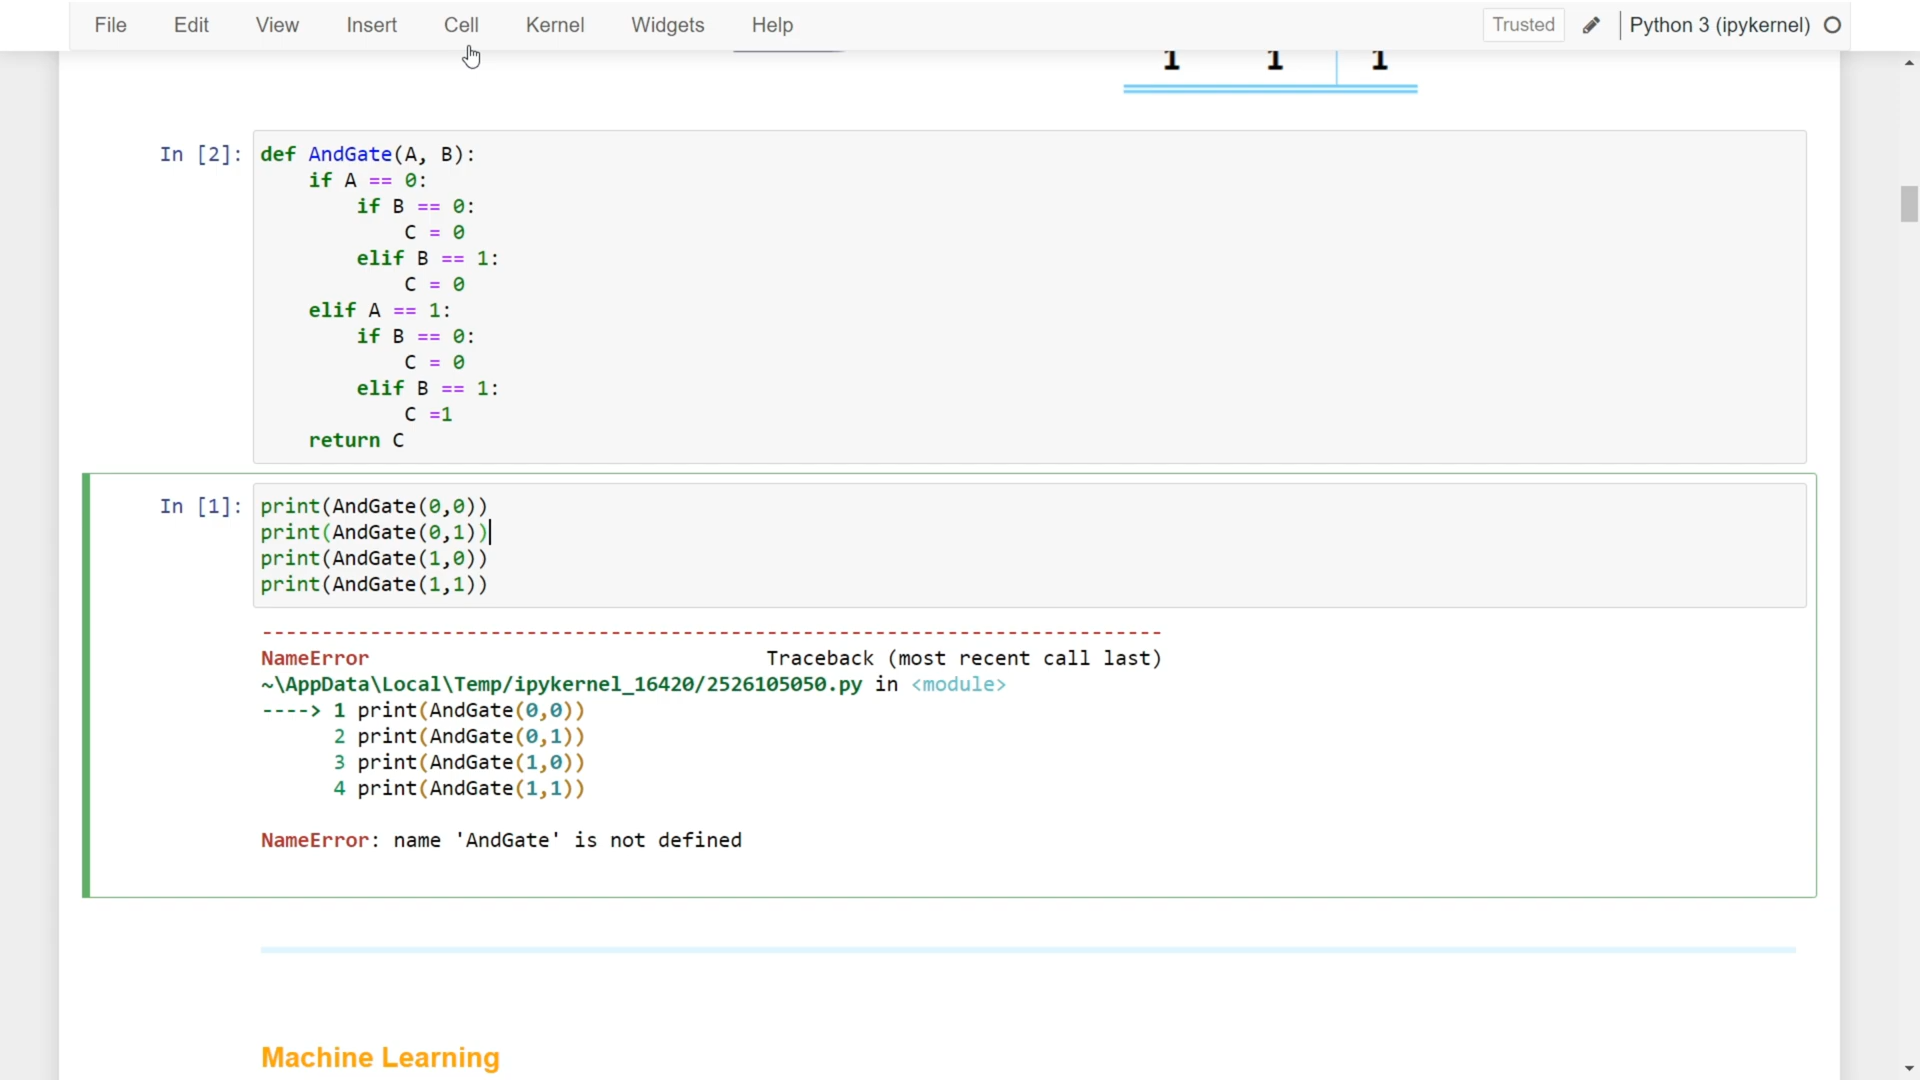 File Edit View Insert Cell Kernel Widgets Help Trusted Python 3 (ipykernel)
1 1 1
In [2]: def AndGate(A, B):
    if A == 0:
        if B == 0:
            C = 0
        elif B == 1:
            C = 0
    elif A == 1:
        if B == 0:
            C = 0
        elif B == 1:
            C =1
    return C
In [1]: print(AndGate(0,0))
print(AndGate(0,1))
print(AndGate(1,0))
print(AndGate(1,1))
---------------------------------------------------------------------------
NameError                                 Traceback (most recent call last)
~\AppData\Local\Temp/ipykernel_16420/2526105050.py in <module>
----> 1 print(AndGate(0,0))
      2 print(AndGate(0,1))
      3 print(AndGate(1,0))
      4 print(AndGate(1,1))
NameError: name 'AndGate' is not defined
Machine Learning